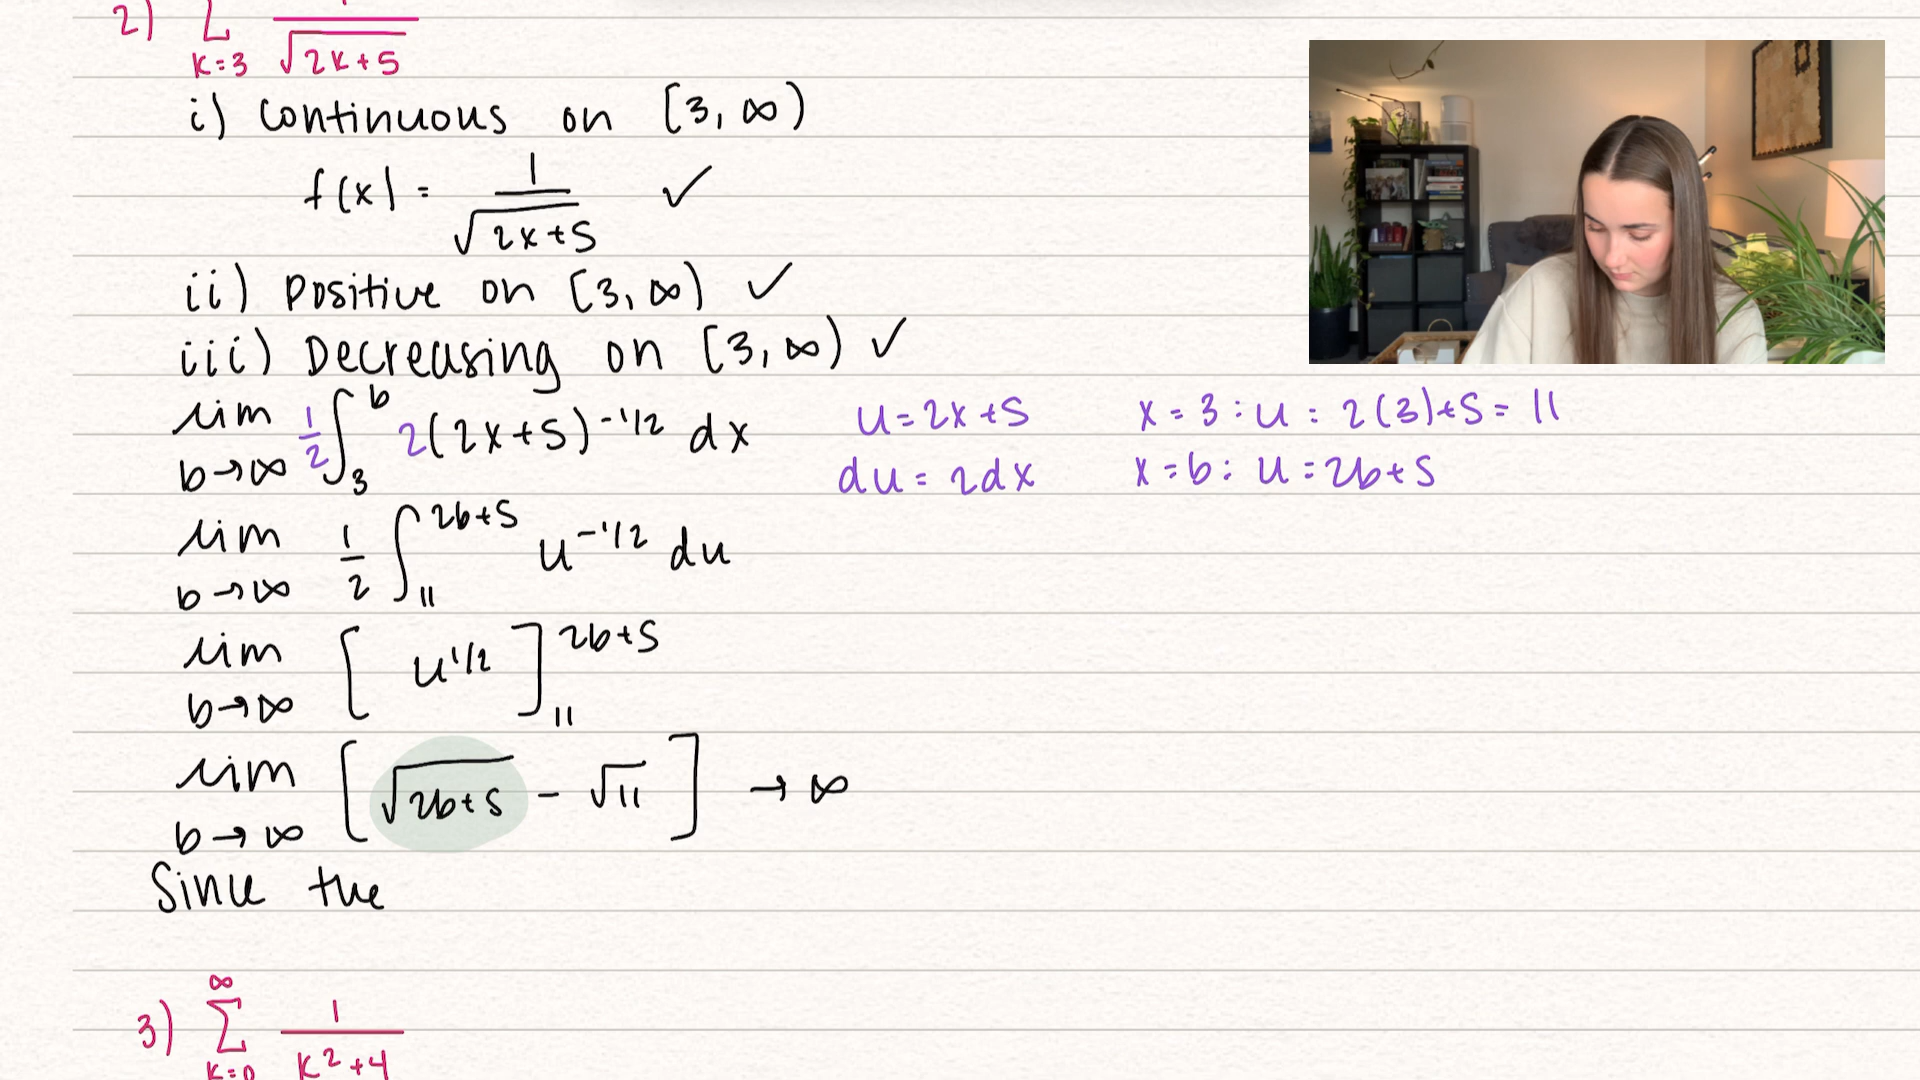 2) Σ k=3 1/√(2k+5)
i) Continuous on [3, ∞)
f(x) = 1/√(2x+5) ✓
ii) Positive on [3, ∞) ✓
iii) Decreasing on [3, ∞) ✓
lim b→∞ 1/2 ∫₃ᵇ 2(2x+5)^(-1/2) dx
u=2x+5
x=3: u = 2(3)+5 = 11
du = 2dx
x=b: u=2b+5
lim b→∞ 1/2 ∫₁₁^(2b+5) u^(-1/2) du
lim b→∞ [u^(1/2)]₁₁^(2b+5)
lim b→∞ [√(2b+5) - √11] → ∞
Since the
3) Σ k=0 ∞ 1/(k²+4)